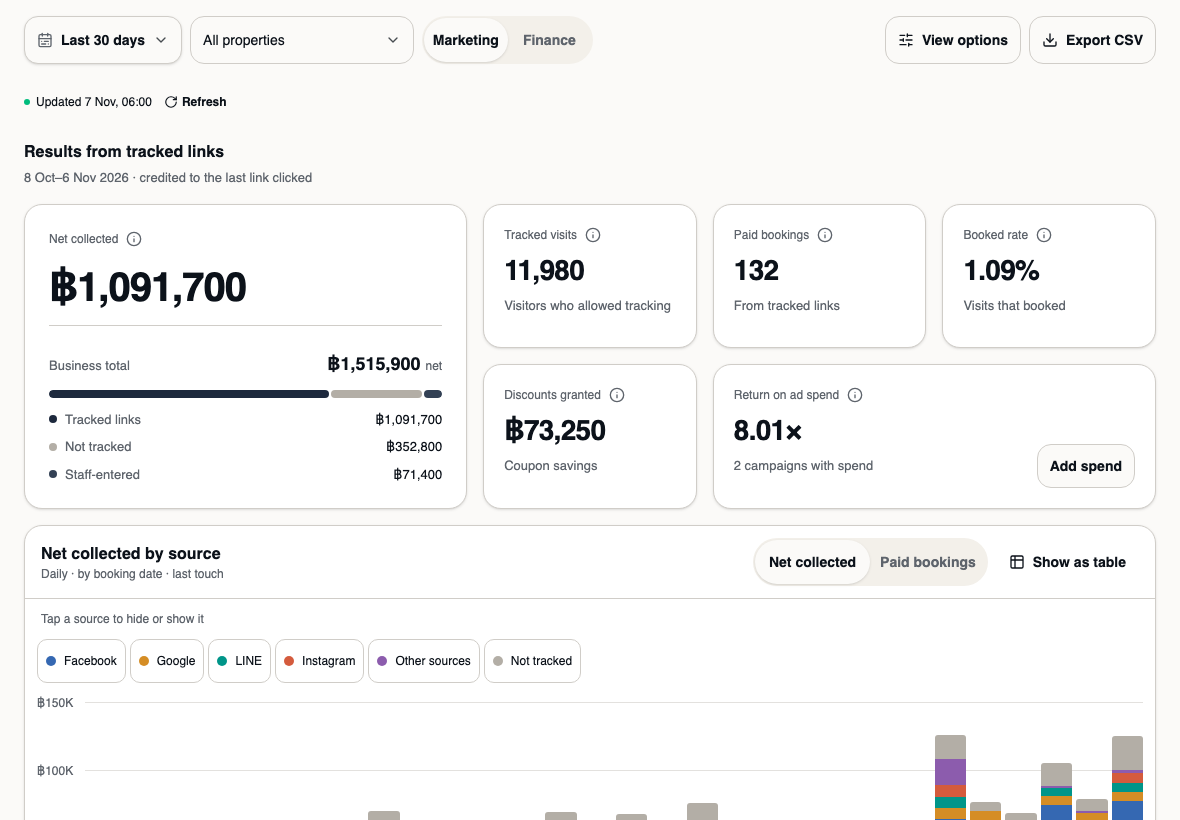 Last 30 days
All properties
Marketing
Finance
View options
Export CSV
Updated 7 Nov, 06:00
Refresh
Results from tracked links
8 Oct–6 Nov 2026 · credited to the last link clicked
Net collected
฿1,091,700
Business total
฿1,515,900 net
Tracked links
฿1,091,700
Not tracked
฿352,800
Staff-entered
฿71,400
Tracked visits
11,980
Visitors who allowed tracking
Paid bookings
132
From tracked links
Booked rate
1.09%
Visits that booked
Discounts granted
฿73,250
Coupon savings
Return on ad spend
8.01×
2 campaigns with spend
Add spend
Net collected by source
Daily · by booking date · last touch
Net collected
Paid bookings
Show as table
Tap a source to hide or show it
Facebook
Google
LINE
Instagram
Other sources
Not tracked
฿150K
฿100K